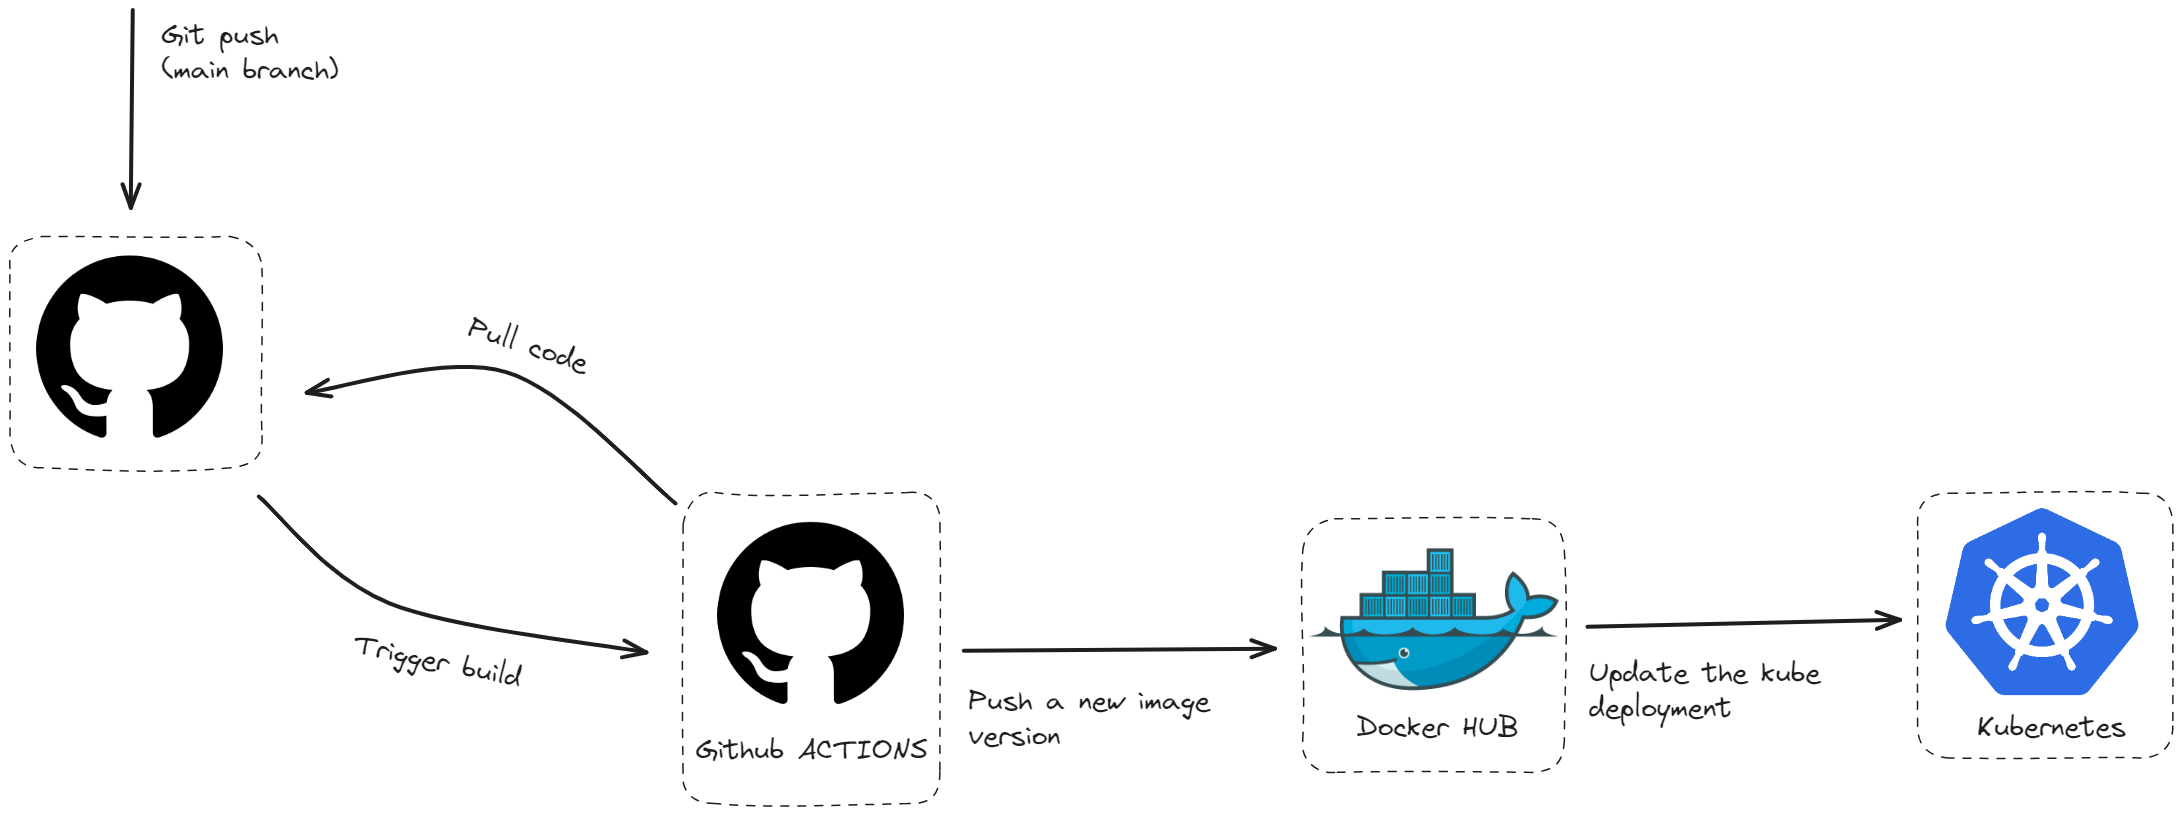 Git push
(main branch)
Pull code
Trigger build
Github ACTIONS
Push a new image
version
Docker HUB
Update the kube
deployment
Kubernetes